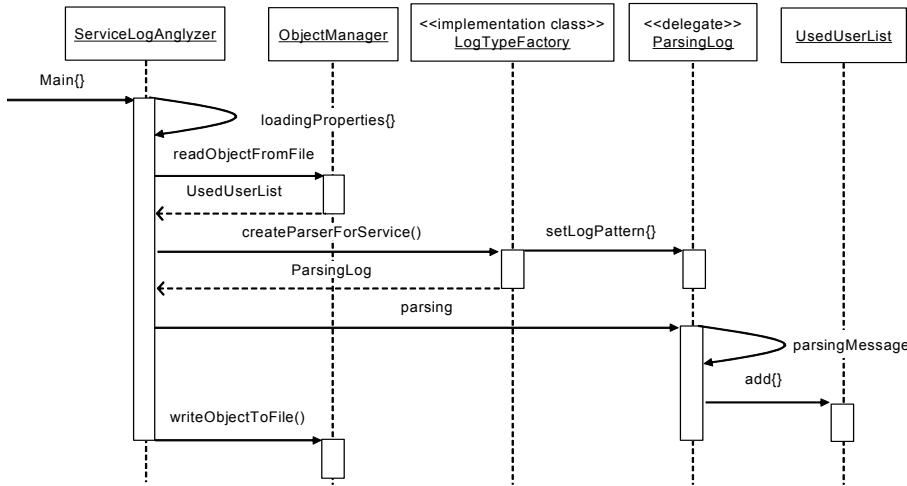 ServiceLogAnglyzer
ObjectManager
<<implementation class>>
LogTypeFactory
<<delegate>>
ParsingLog
UsedUserList
Main{}
loadingProperties{}
readObjectFromFile
UsedUserList
createParserForService()
setLogPattern{}
ParsingLog
parsing
parsingMessage
add{}
writeObjectToFile()